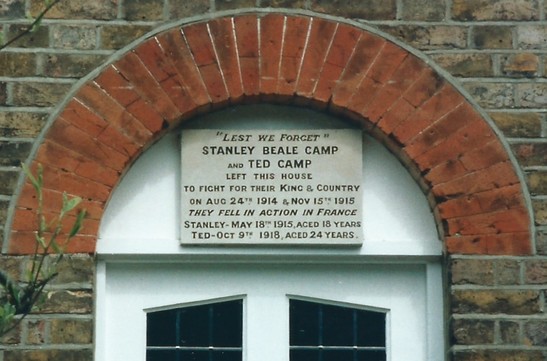 "LEST WE FORGET"
STANLEY BEALE CAMP
AND TED CAMP
LEFT THIS HOUSE
TO FIGHT FOR THEIR KING & COUNTRY
ON AUG 24TH 1914 & NOV 15TH 1915
THEY FELL IN ACTION IN FRANCE
STANLEY - MAY 18TH 1915, AGED 18 YEARS
TED - OCT 9TH 1918, AGED 24 YEARS.